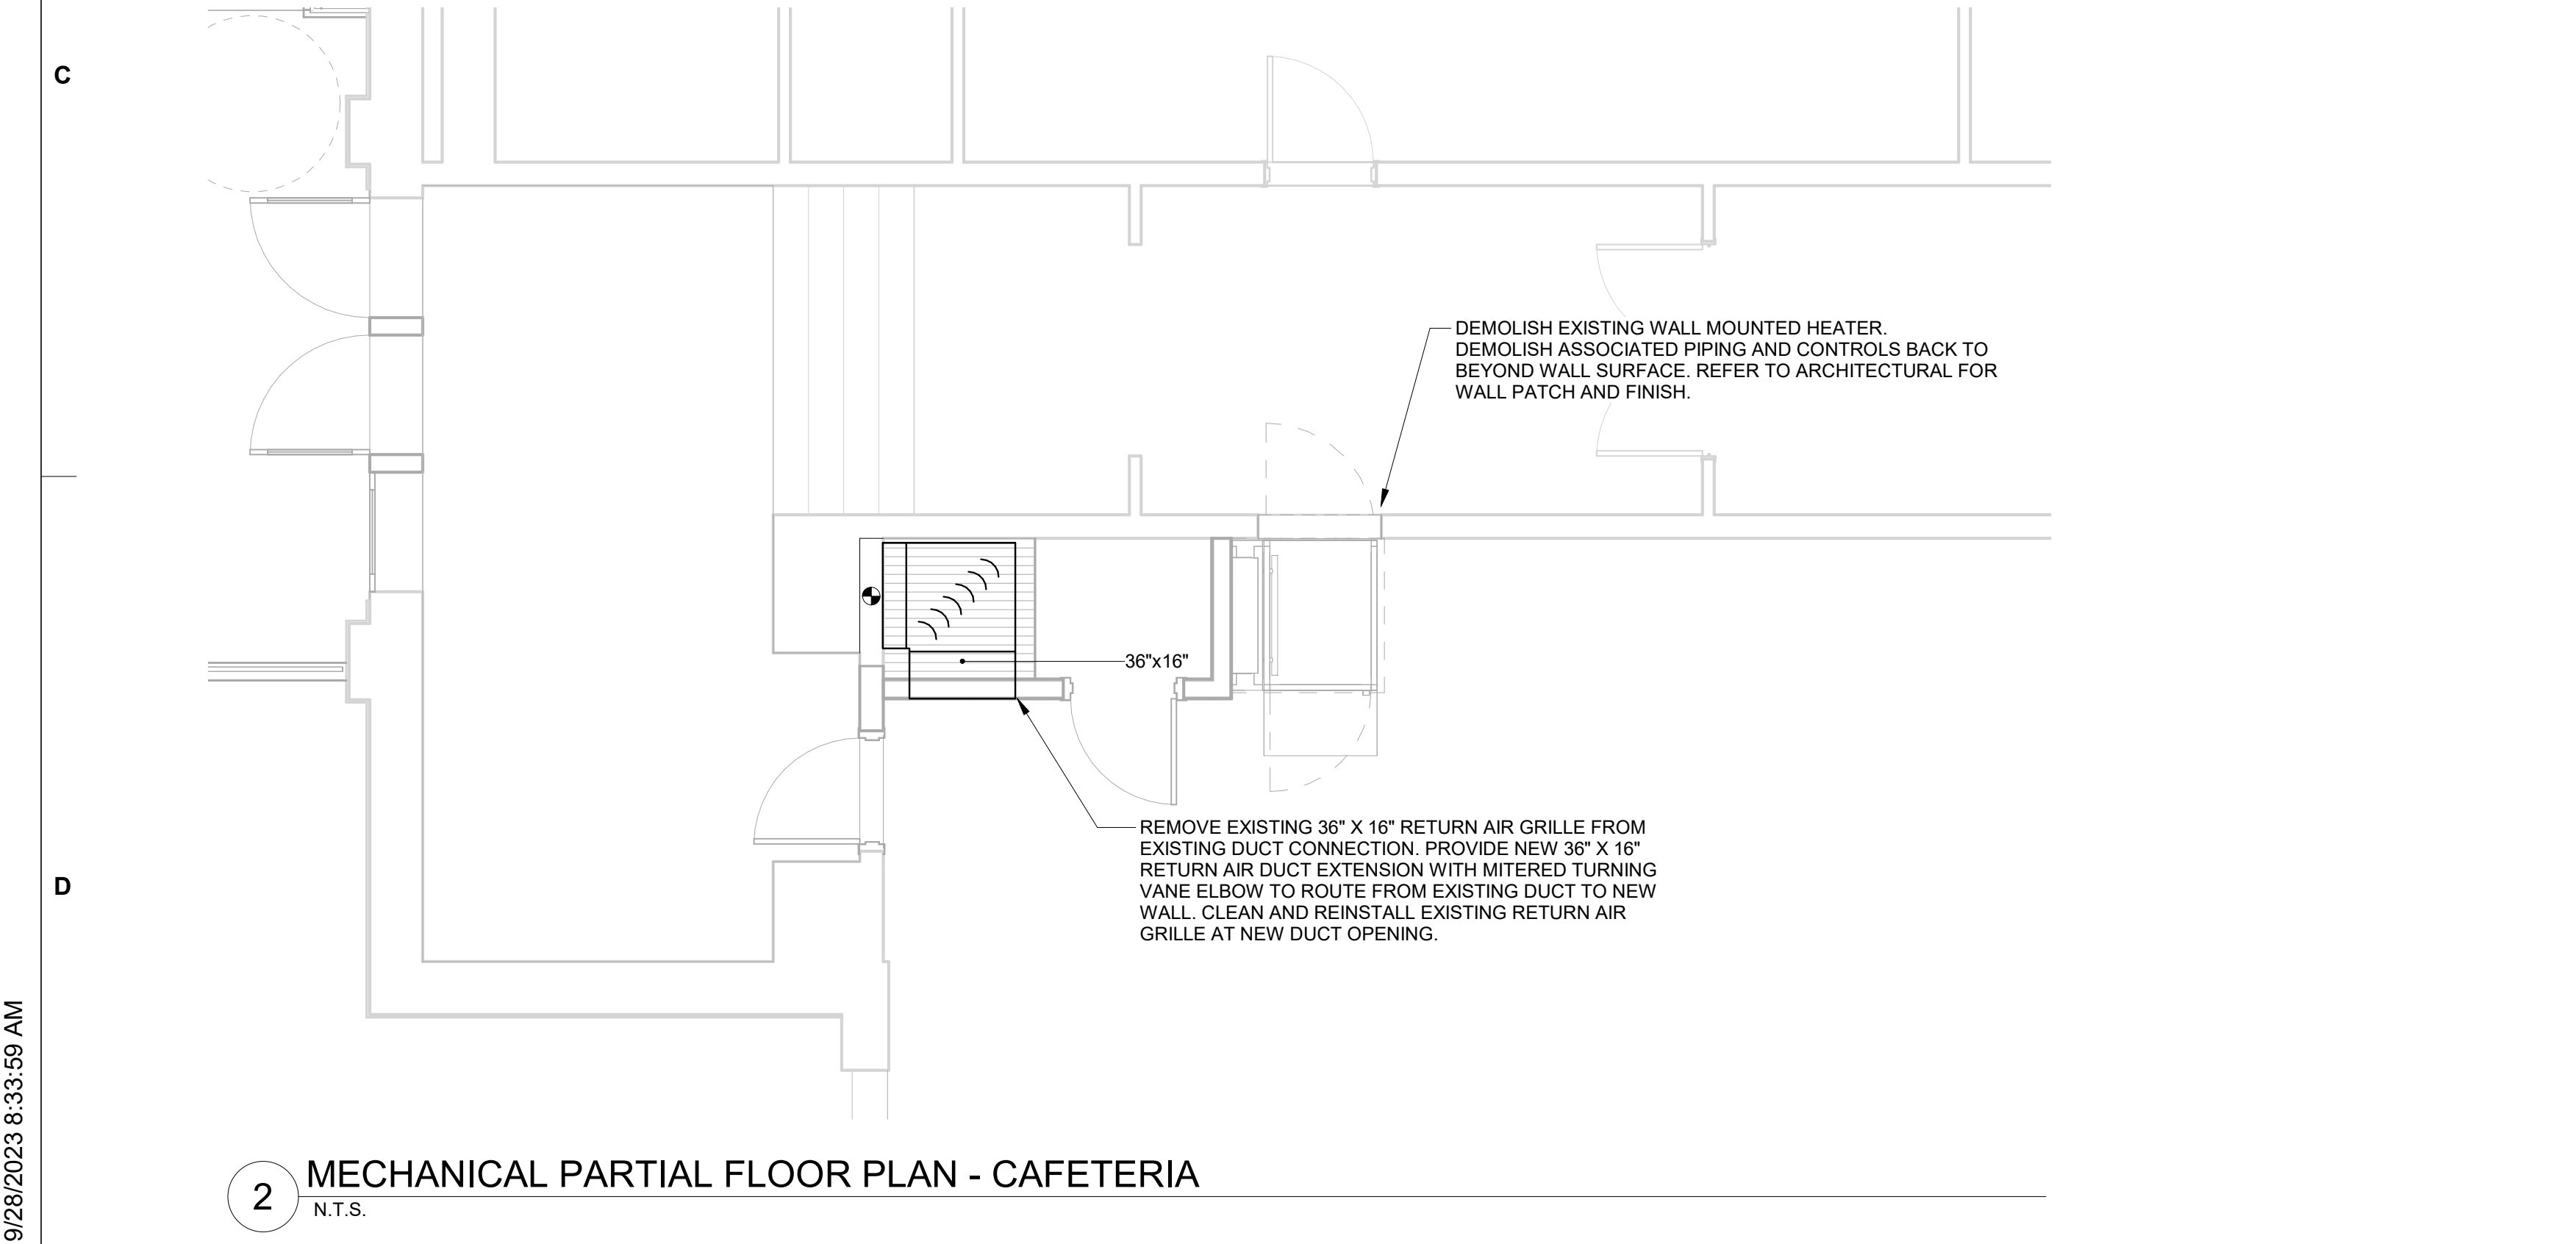 C
DEMOLISH EXISTING WALL MOUNTED HEATER.
DEMOLISH ASSOCIATED PIPING AND CONTROLS BACK TO
BEYOND WALL SURFACE. REFER TO ARCHITECTURAL FOR
WALL PATCH AND FINISH.
36"x16"
REMOVE EXISTING 36" X 16" RETURN AIR GRILLE FROM
EXISTING DUCT CONNECTION. PROVIDE NEW 36" X 16"
RETURN AIR DUCT EXTENSION WITH MITERED TURNING
VANE ELBOW TO ROUTE FROM EXISTING DUCT TO NEW
WALL. CLEAN AND REINSTALL EXISTING RETURN AIR
GRILLE AT NEW DUCT OPENING.
D
9/28/2023 8:33:59 AM
2
MECHANICAL PARTIAL FLOOR PLAN - CAFETERIA
N.T.S.